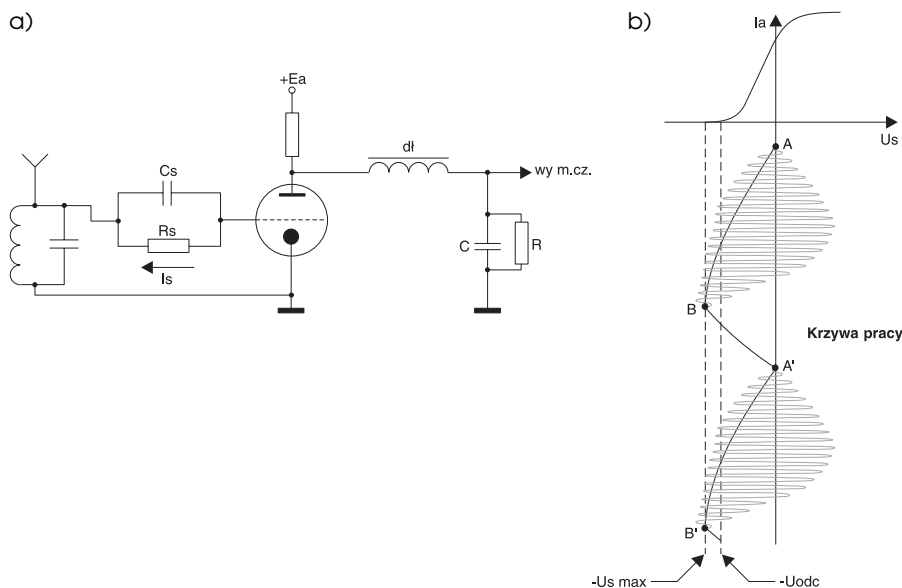 a)
+Ea
dł
wy m.cz.
Cs
Rs
Is
C
R
b)
Ia
Us
A
B
Krzywa pracy
A'
B'
-Us max
-Uodc